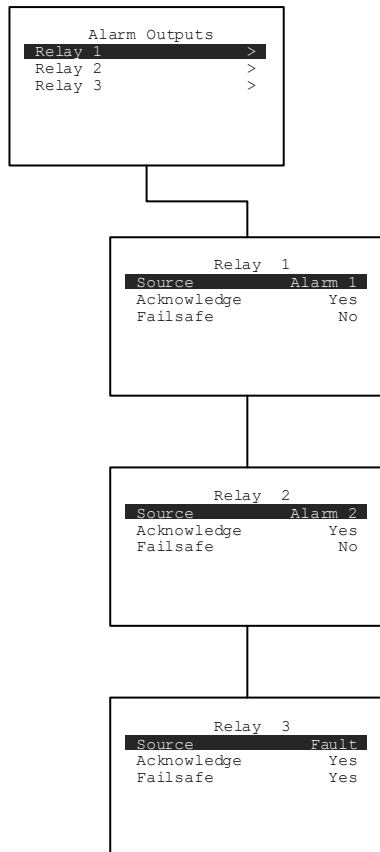 Alarm Outputs
Relay 1 >
Relay 2 >
Relay 3 >
Relay 1
Source Alarm 1
Acknowledge Yes
Failsafe No
Relay 2
Source Alarm 2
Acknowledge Yes
Failsafe No
Relay 3
Source Fault
Acknowledge Yes
Failsafe Yes